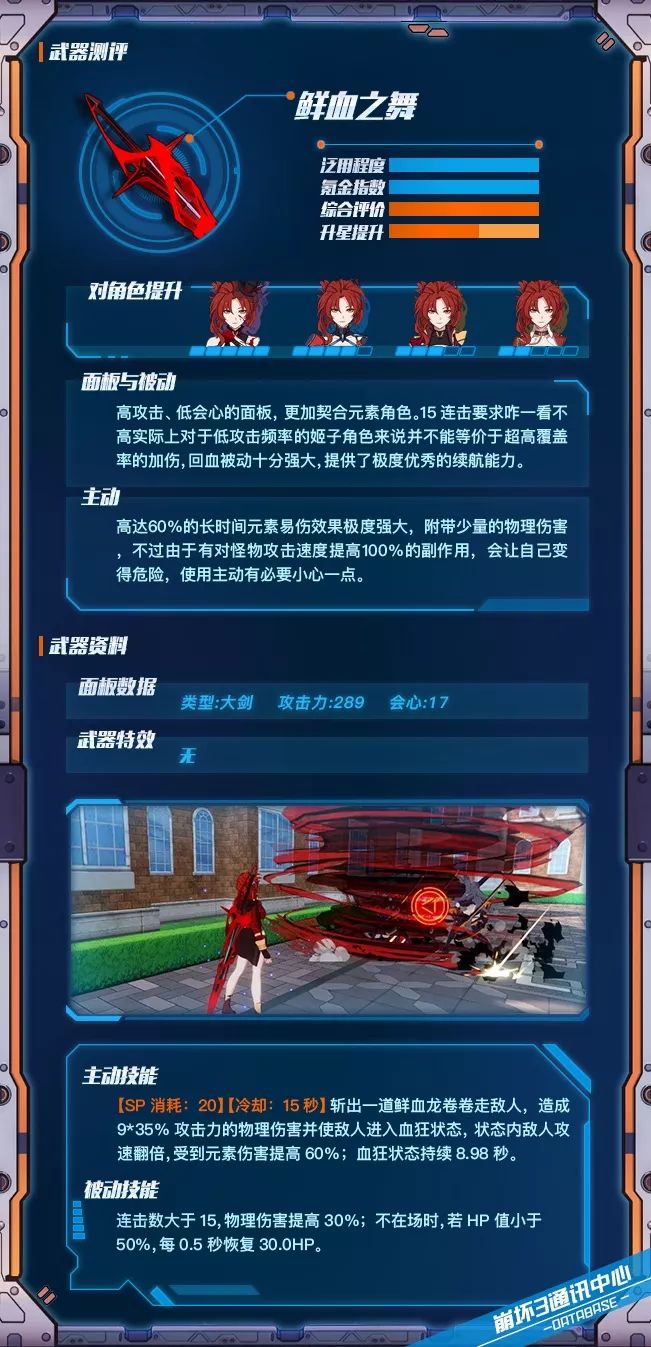 武器测评
鲜血之舞
泛用程度
氪金指数
综合评价
升星提升
对角色提升
面板与被动
高攻击、低会心的面板，更加契合元素角色。15 连击要求咋一看不
高实际上对于低攻击频率的姬子角色来说并不能等价于超高覆盖
率的加伤，回血被动十分强大，提供了极度优秀的续航能力。
主动
高达60%的长时间元素易伤效果极度强大，附带少量的物理伤害
，不过由于有对怪物攻击速度提高100%的副作用，会让自己变
得危险，使用主动有必要小心一点。
武器资料
面板数据
类型:大剑 攻击力:289 会心:17
武器特效
无
主动技能
【SP 消耗：20】【冷却：15 秒】斩出一道鲜血龙卷卷走敌人，造成
9*35% 攻击力的物理伤害并使敌人进入血狂状态，状态内敌人攻
速翻倍，受到元素伤害提高 60%；血狂状态持续 8.98 秒。
被动技能
连击数大于 15，物理伤害提高 30%；不在场时，若 HP 值小于
50%，每 0.5 秒恢复 30.0HP。
崩坏3通讯中心
—DATABASE—